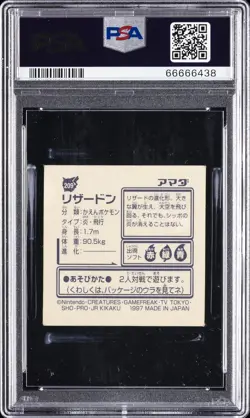 PSA
66666438
209
アマダ
リザードン
分　類：かえんポケモン
タイプ：炎・飛行
身　長：1.7m
体　重：90.5kg
進　化：
リザードの進化形。大き
な翼が生え、大空を飛び
回る。それでも、シッポの
炎が消えることはない。
出現
ソフト
赤 緑 青
●あそびかた● 2人対戦で遊びます。
(くわしくは、パッケージのウラを見てネ)
©Nintendo・CREATURES・GAMEFREAK・TV TOKYO・
SHO-PRO・JR KIKAKU　1997 MADE IN JAPAN